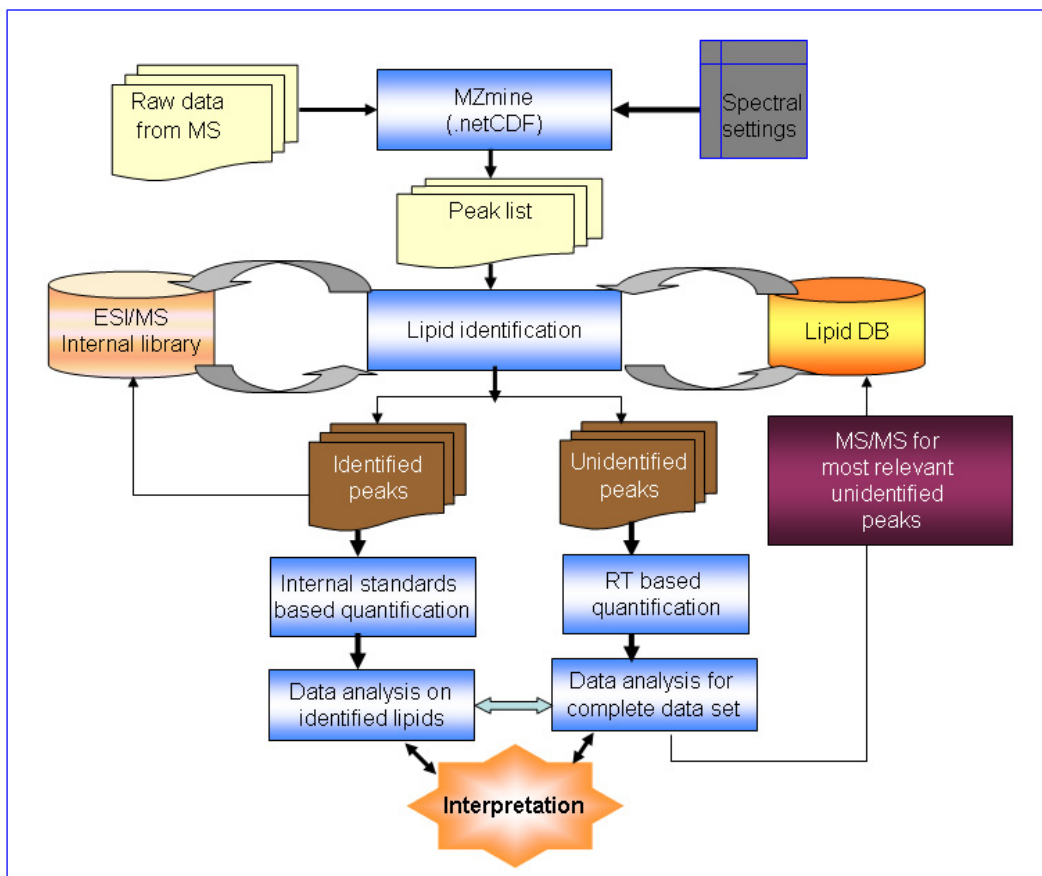 Raw data
from MS
MZmine
(.netCDF)
Spectral
settings
Peak list
ESI/MS
Internal library
Lipid identification
Lipid DB
Identified
peaks
Unidentified
peaks
MS/MS for
most relevant
unidentified
peaks
Internal standards
based quantification
RT based
quantification
Data analysis on
identified lipids
Data analysis for
complete data set
Interpretation